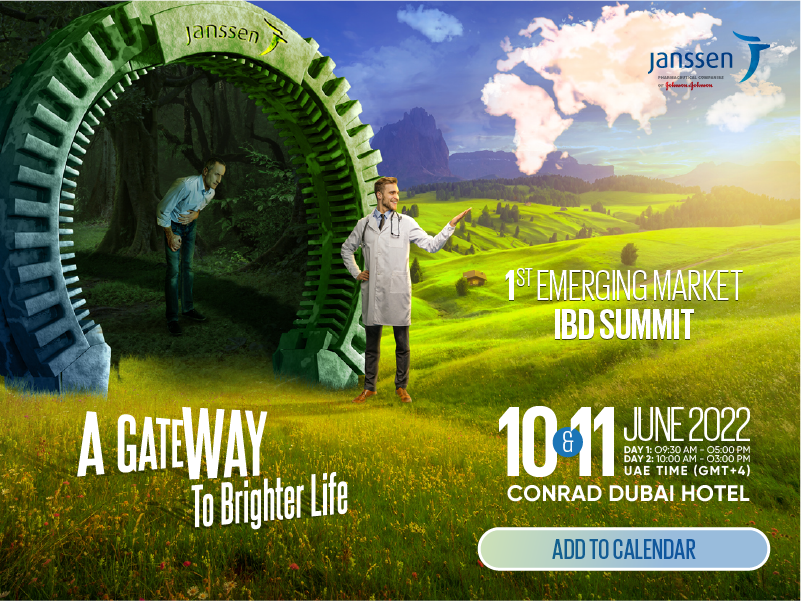 Janssen
Janssen
PHARMACEUTICAL COMPANIES
OF Johnson & Johnson
1ST EMERGING MARKET
IBD SUMMIT
A GATEWAY
To Brighter Life
10 & 11 JUNE 2022
DAY 1: 09:30 AM - 05:00 PM
DAY 2: 10:00 AM - 03:00 PM
UAE TIME (GMT+4)
CONRAD DUBAI HOTEL
ADD TO CALENDAR